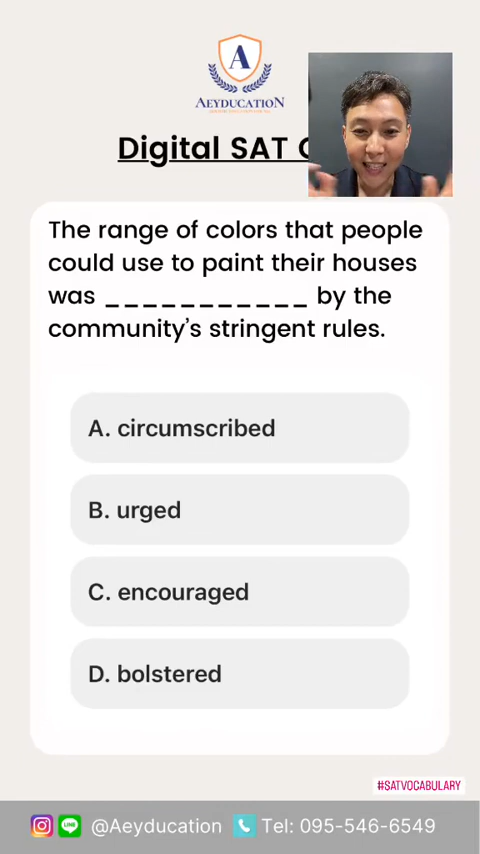 A
AEYDUCATION
Digital SAT
The range of colors that people
could use to paint their houses
was ___________ by the
community's stringent rules.
A. circumscribed
B. urged
C. encouraged
D. bolstered
#SATVOCABULARY
LINE @Aeyducation Tel: 095-546-6549